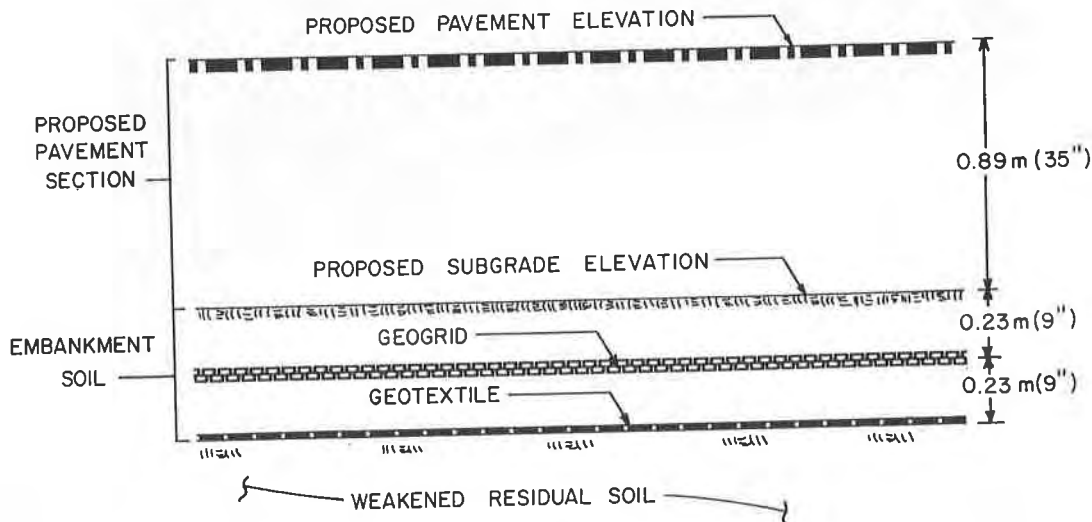 PROPOSED PAVEMENT ELEVATION
PROPOSED
PAVEMENT
SECTION
0.89 m (35")
PROPOSED SUBGRADE ELEVATION
EMBANKMENT
SOIL
GEOGRID
0.23 m (9")
GEOTEXTILE
0.23 m (9")
WEAKENED RESIDUAL SOIL